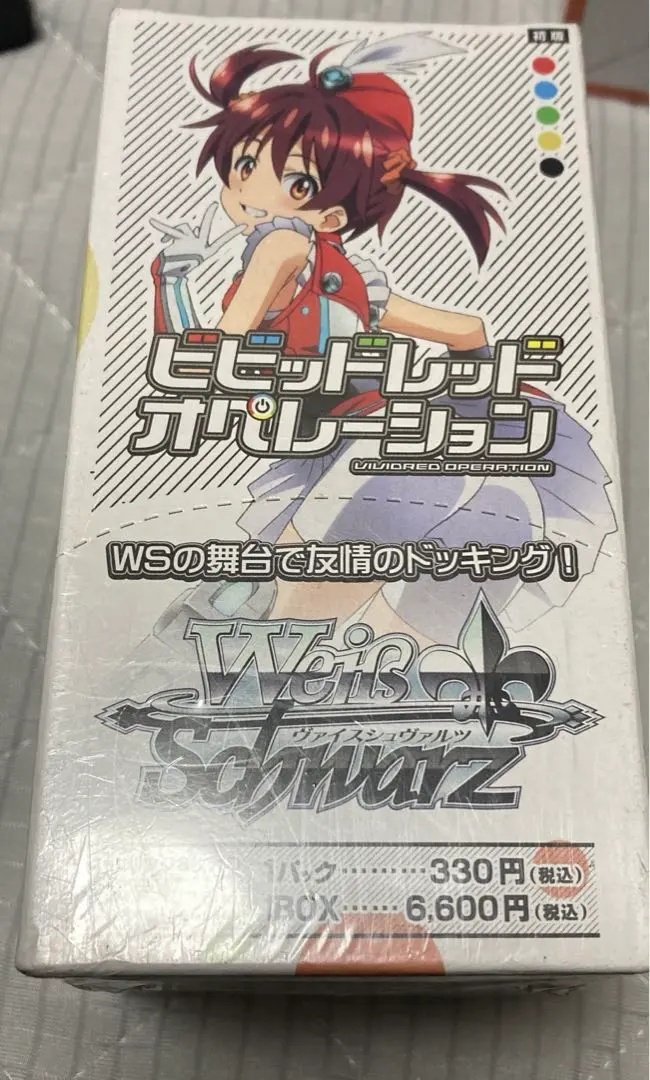 初版
ビビッドレッド
オペレーション
VIVIDRED OPERATION
WSの舞台で友情のドッキング!
Weiß
ヴァイスシュヴァルツ
Schwarz
1パック………330円(税込)
1BOX……6,600円(税込)